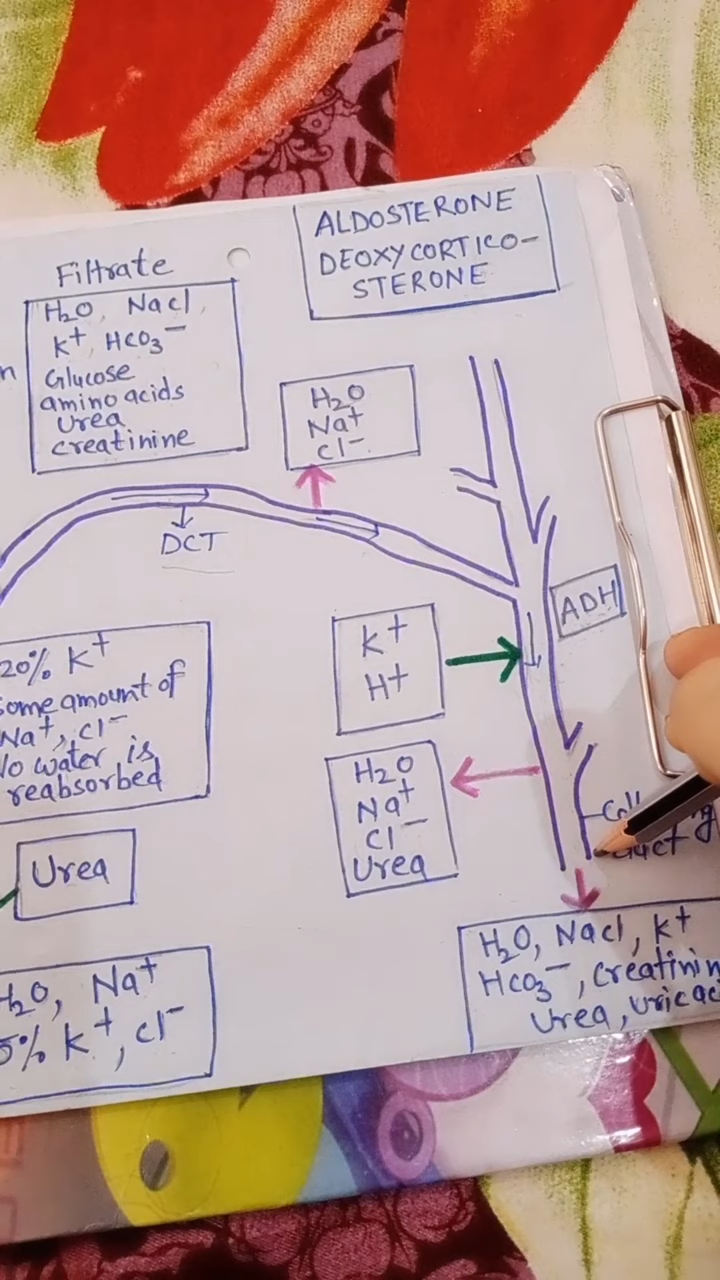 ALDOSTERONE
DEOXYCORTICO-
STERONE
Filtrate
H₂O, Nacl,
K⁺, HCO₃⁻
Glucose
amino acids
Urea
creatinine
H₂O
Na⁺
Cl⁻
DCT
ADH
K⁺
H⁺
20% K⁺
some amount of
Na⁺, Cl⁻
No water is
reabsorbed
H₂O
Na⁺
Cl⁻
Urea
Urea
H₂O, Na⁺
5% K⁺, Cl⁻
H₂O, Nacl, K⁺
HCO₃⁻, Creatinin
Urea, uric ac